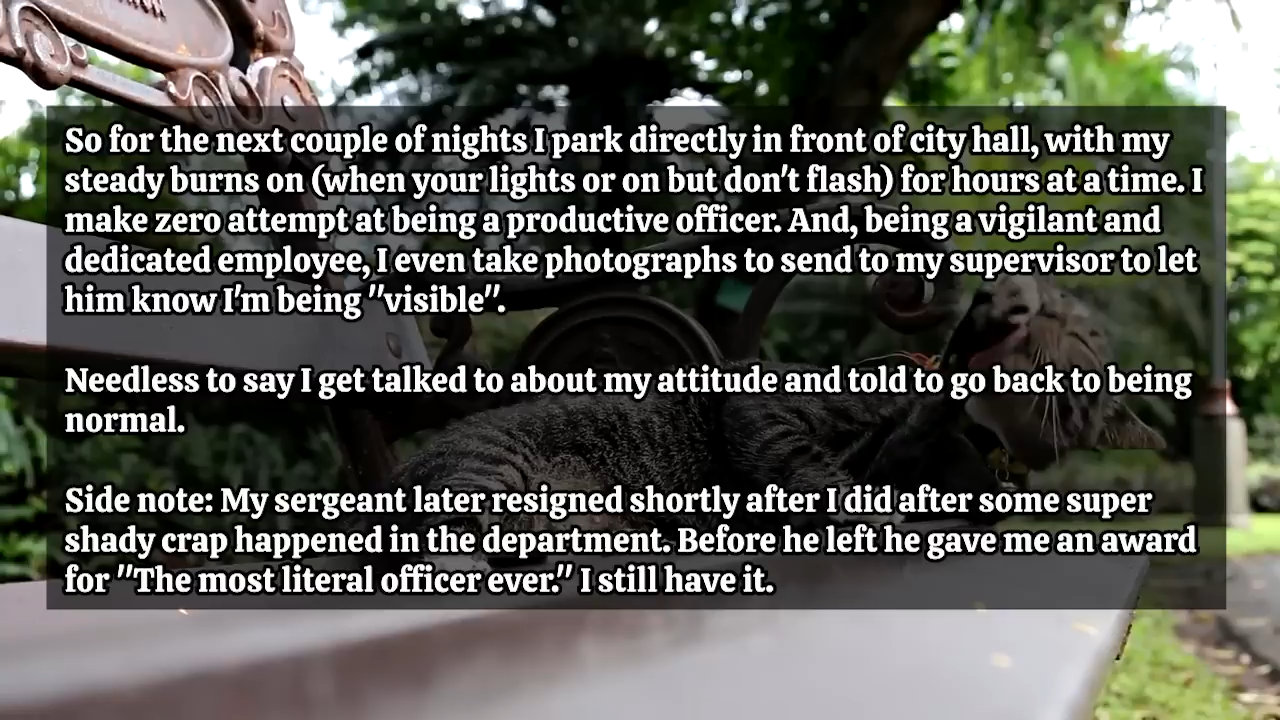 So for the next couple of nights I park directly in front of city hall, with my
steady burns on (when your lights or on but don't flash) for hours at a time. I
make zero attempt at being a productive officer. And, being a vigilant and
dedicated employee, I even take photographs to send to my supervisor to let
him know I'm being "visible".
Needless to say I get talked to about my attitude and told to go back to being
normal.
Side note: My sergeant later resigned shortly after I did after some super
shady crap happened in the department. Before he left he gave me an award
for "The most literal officer ever." I still have it.